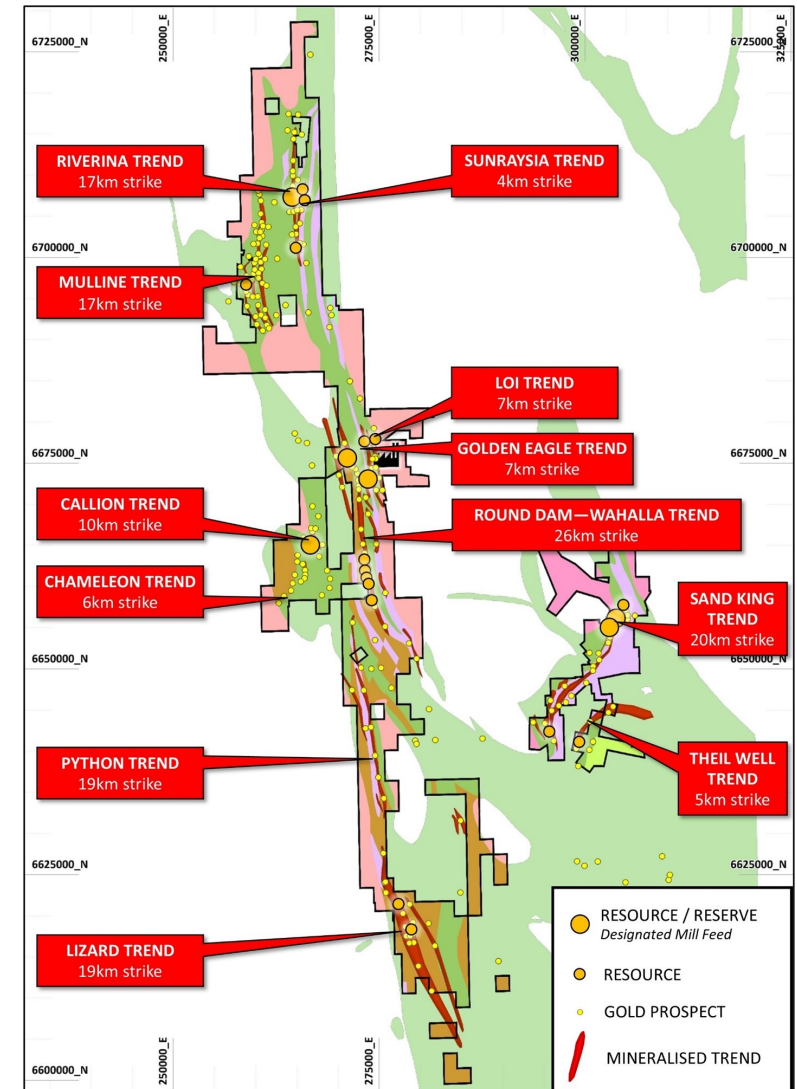 250000_E
275000_E
300000_E
325000_E
6725000_N
6725000_N
RIVERINA TREND
17km strike
SUNRAYSIA TREND
4km strike
6700000_N
6700000_N
MULLINE TREND
17km strike
LOI TREND
7km strike
GOLDEN EAGLE TREND
7km strike
6675000_N
6675000_N
CALLION TREND
10km strike
ROUND DAM—WAHALLA TREND
26km strike
CHAMELEON TREND
6km strike
SAND KING
TREND
20km strike
6650000_N
6650000_N
PYTHON TREND
19km strike
THEIL WELL
TREND
5km strike
6625000_N
6625000_N
LIZARD TREND
19km strike
RESOURCE / RESERVE
Designated Mill Feed
RESOURCE
GOLD PROSPECT
MINERALISED TREND
6600000_N
250000_E
275000_E